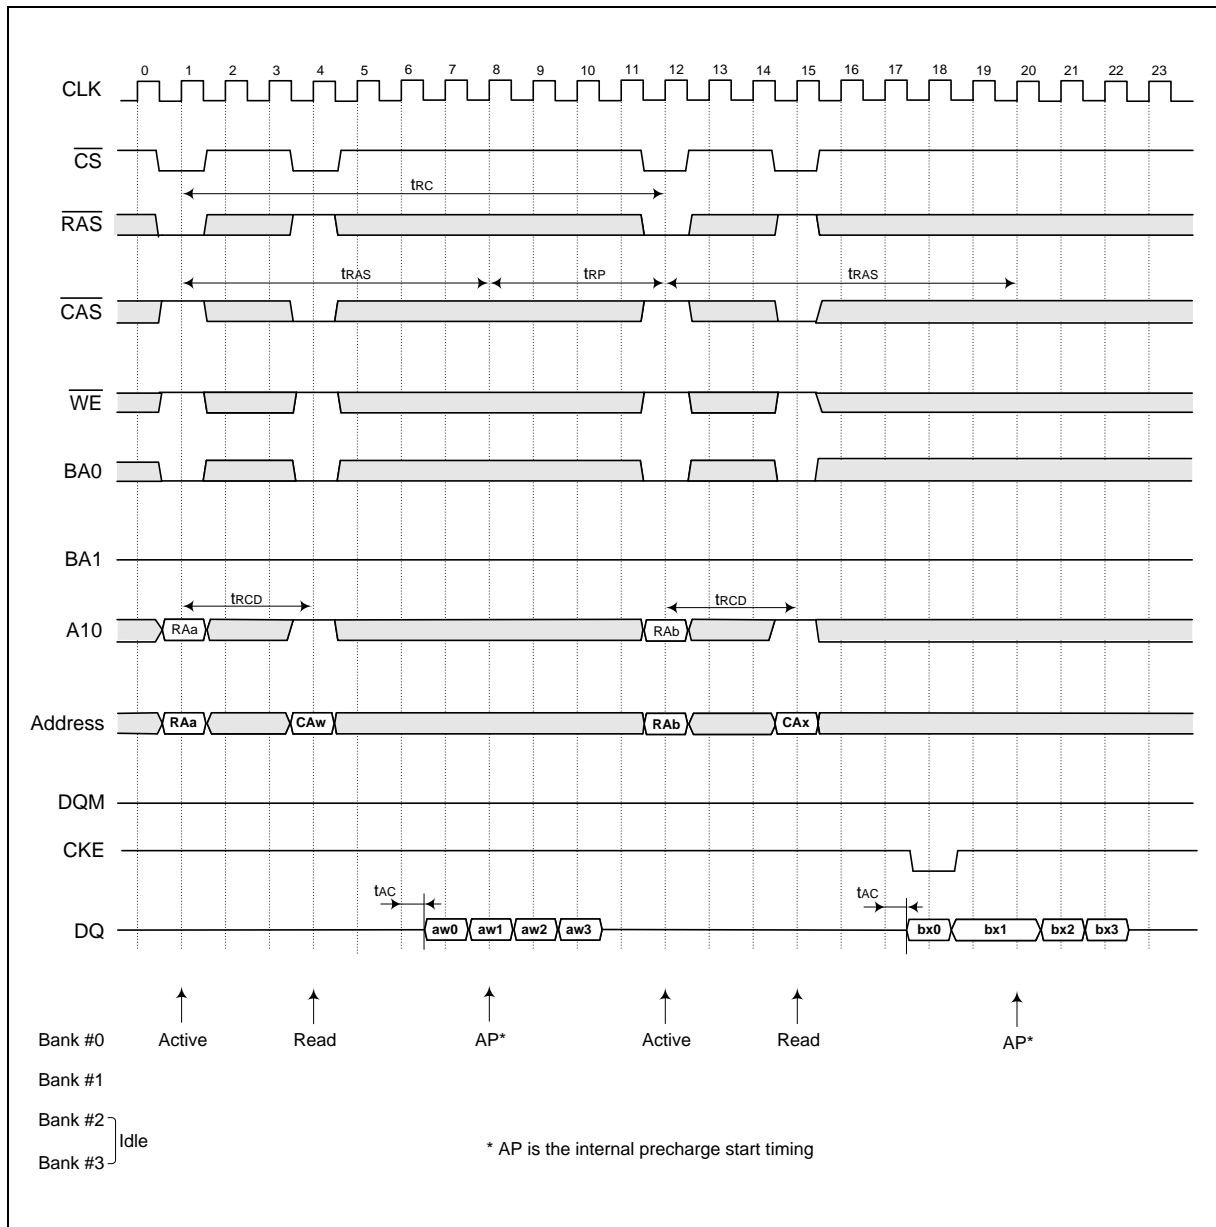 0 1 2 3 4 5 6 7 8 9 10 11 12 13 14 15 16 17 18 19 20 21 22 23
CLK
CS
tRC
RAS
tRAS tRP tRAS
CAS
WE
BA0
BA1
tRCD tRCD
A10 RAa RAb
Address RAa CAw RAb CAx
DQM
CKE
tAC tAC
DQ aw0 aw1 aw2 aw3 bx0 bx1 bx2 bx3
Bank #0 Active Read AP* Active Read AP*
Bank #1
Bank #2
Idle
Bank #3
* AP is the internal precharge start timing